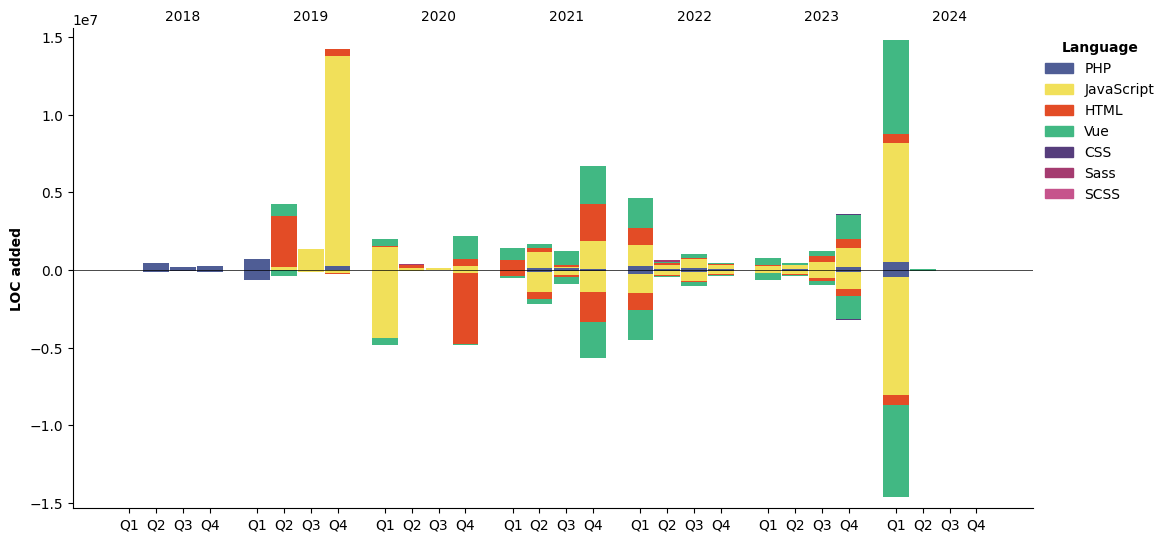 1e7
2018 2019 2020 2021 2022 2023 2024
Language
PHP
JavaScript
HTML
Vue
CSS
Sass
SCSS
LOC added
1.5
1.0
0.5
0.0
−0.5
−1.0
−1.5
Q1 Q2 Q3 Q4 Q1 Q2 Q3 Q4 Q1 Q2 Q3 Q4 Q1 Q2 Q3 Q4 Q1 Q2 Q3 Q4 Q1 Q2 Q3 Q4 Q1 Q2 Q3 Q4